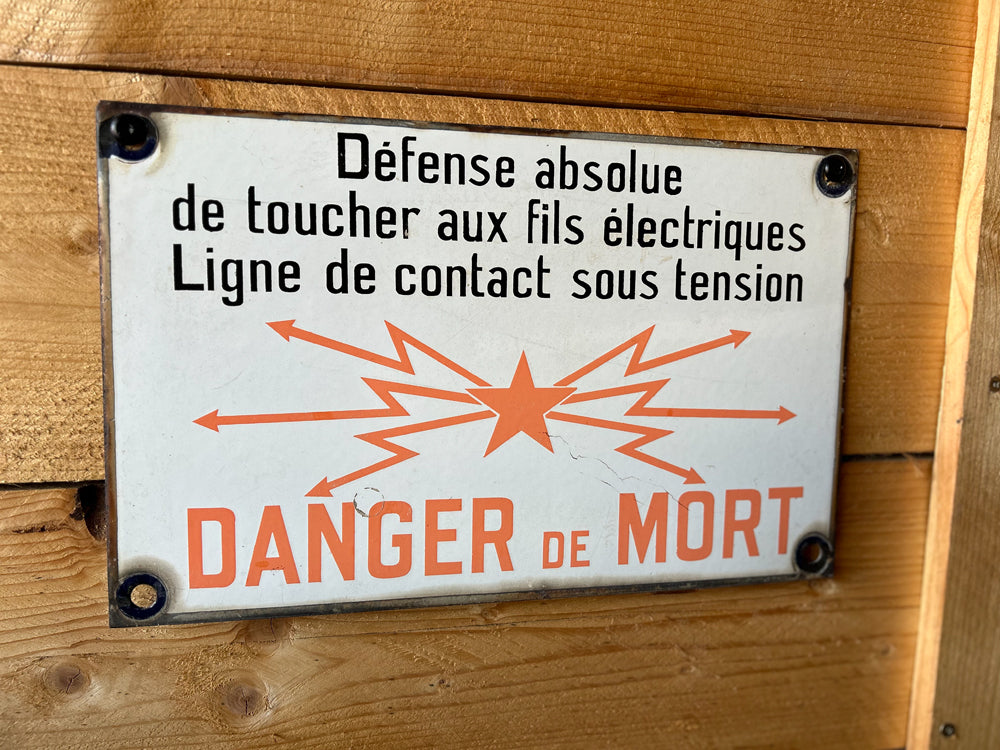 Défense absolue
de toucher aux fils électriques
Ligne de contact sous tension
DANGER DE MORT